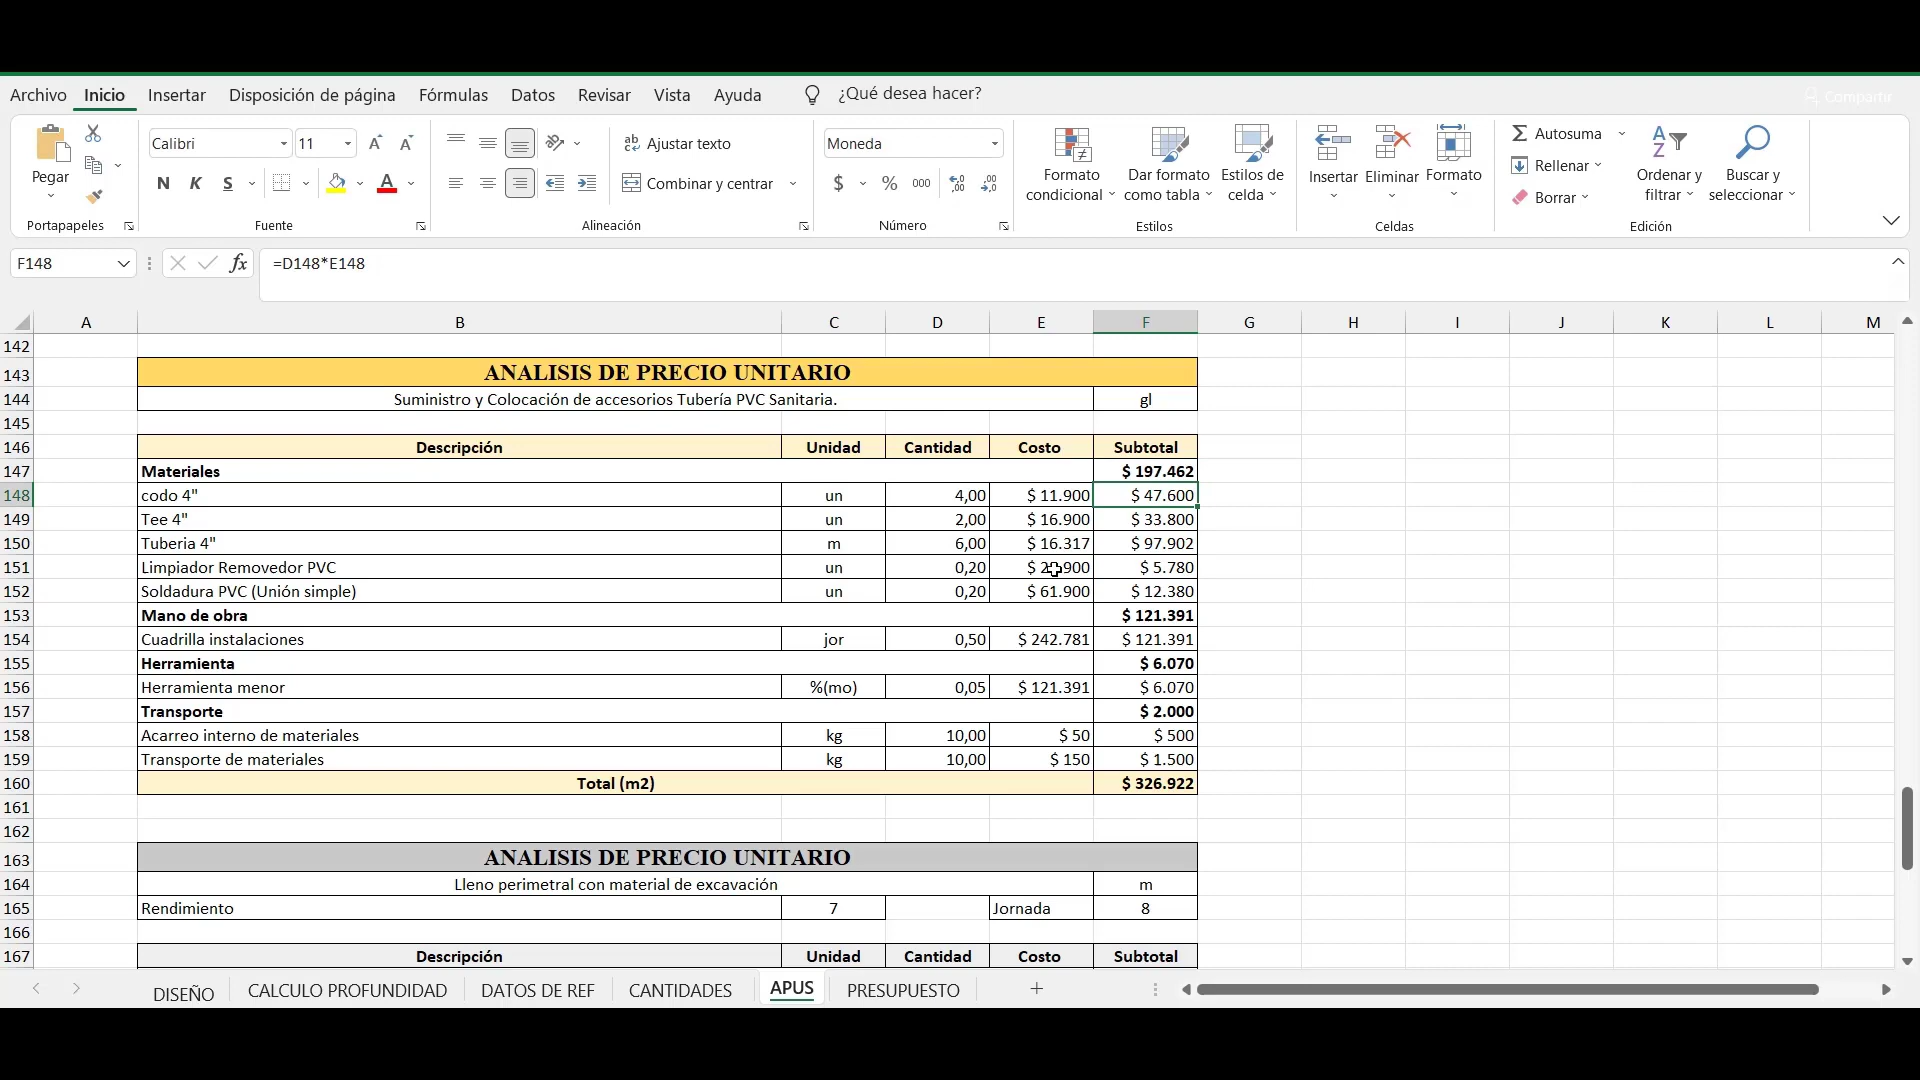 Archivo Inicio Insertar Disposición de página Fórmulas Datos Revisar Vista Ayuda ¿Qué desea hacer? Compartir
Pegar
Portapapeles
Calibri 11
N K S A
Fuente
Ajustar texto
Combinar y centrar
Alineación
Moneda
$ % 000
Número
Formato condicional
Dar formato como tabla
Estilos de celda
Estilos
Insertar Eliminar Formato
Celdas
Autosuma
Rellenar
Borrar
Ordenar y filtrar
Buscar y seleccionar
Edición
F148 fx =D148*E148
A B C D E F G H I J K L M
142
143 ANALISIS DE PRECIO UNITARIO
144 Suministro y Colocación de accesorios Tubería PVC Sanitaria. gl
145
146 Descripción Unidad Cantidad Costo Subtotal
147 Materiales $ 197.462
148 codo 4" un 4,00 $ 11.900 $ 47.600
149 Tee 4" un 2,00 $ 16.900 $ 33.800
150 Tuberia 4" m 6,00 $ 16.317 $ 97.902
151 Limpiador Removedor PVC un 0,20 $ 5.780
152 Soldadura PVC (Unión simple) un 0,20 $ 61.900 $ 12.380
153 Mano de obra $ 121.391
154 Cuadrilla instalaciones jor 0,50 $ 242.781 $ 121.391
155 Herramienta $ 6.070
156 Herramienta menor %(mo) 0,05 $ 121.391 $ 6.070
157 Transporte $ 2.000
158 Acarreo interno de materiales kg 10,00 $ 50 $ 500
159 Transporte de materiales kg 10,00 $ 150 $ 1.500
160 Total (m2) $ 326.922
161
162
163 ANALISIS DE PRECIO UNITARIO
164 Lleno perimetral con material de excavación m
165 Rendimiento 7 Jornada 8
166
167 Descripción Unidad Cantidad Costo Subtotal
DISEÑO CALCULO PROFUNDIDAD DATOS DE REF CANTIDADES APUS PRESUPUESTO